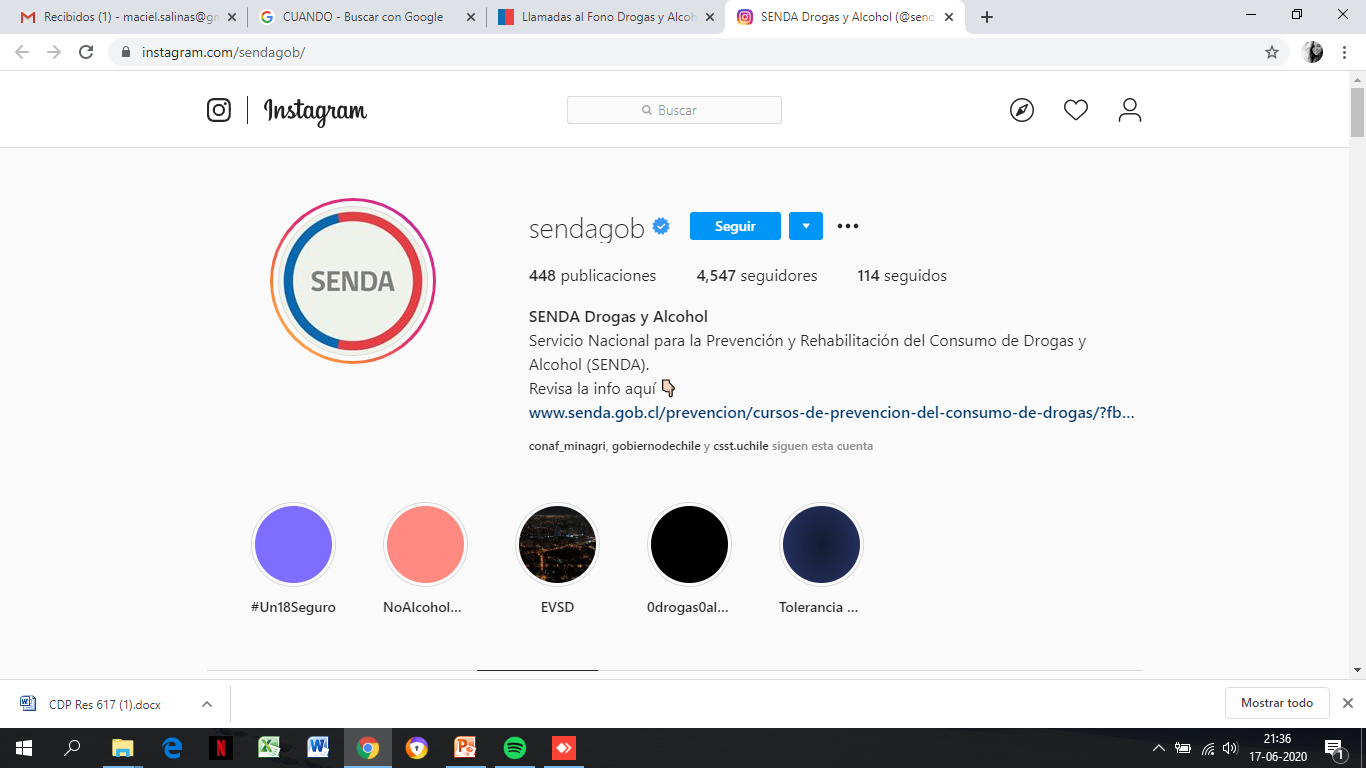 Recibidos (1) - maciel.salinas@gm
CUANDO - Buscar con Google
Llamadas al Fono Drogas y Alcoh
SENDA Drogas y Alcohol (@send
instagram.com/sendagob/
Instagram
Buscar
SENDA
sendagob
Seguir
448 publicaciones 4,547 seguidores 114 seguidos
SENDA Drogas y Alcohol
Servicio Nacional para la Prevención y Rehabilitación del Consumo de Drogas y
Alcohol (SENDA).
Revisa la info aquí 👇🏻
www.senda.gob.cl/prevencion/cursos-de-prevencion-del-consumo-de-drogas/?fb...
conaf_minagri, gobiernodechile y csst.uchile siguen esta cuenta
#Un18Seguro NoAlcohol... EVSD 0drogas0al... Tolerancia ...
CDP Res 617 (1).docx
Mostrar todo
21:36
17-06-2020
1